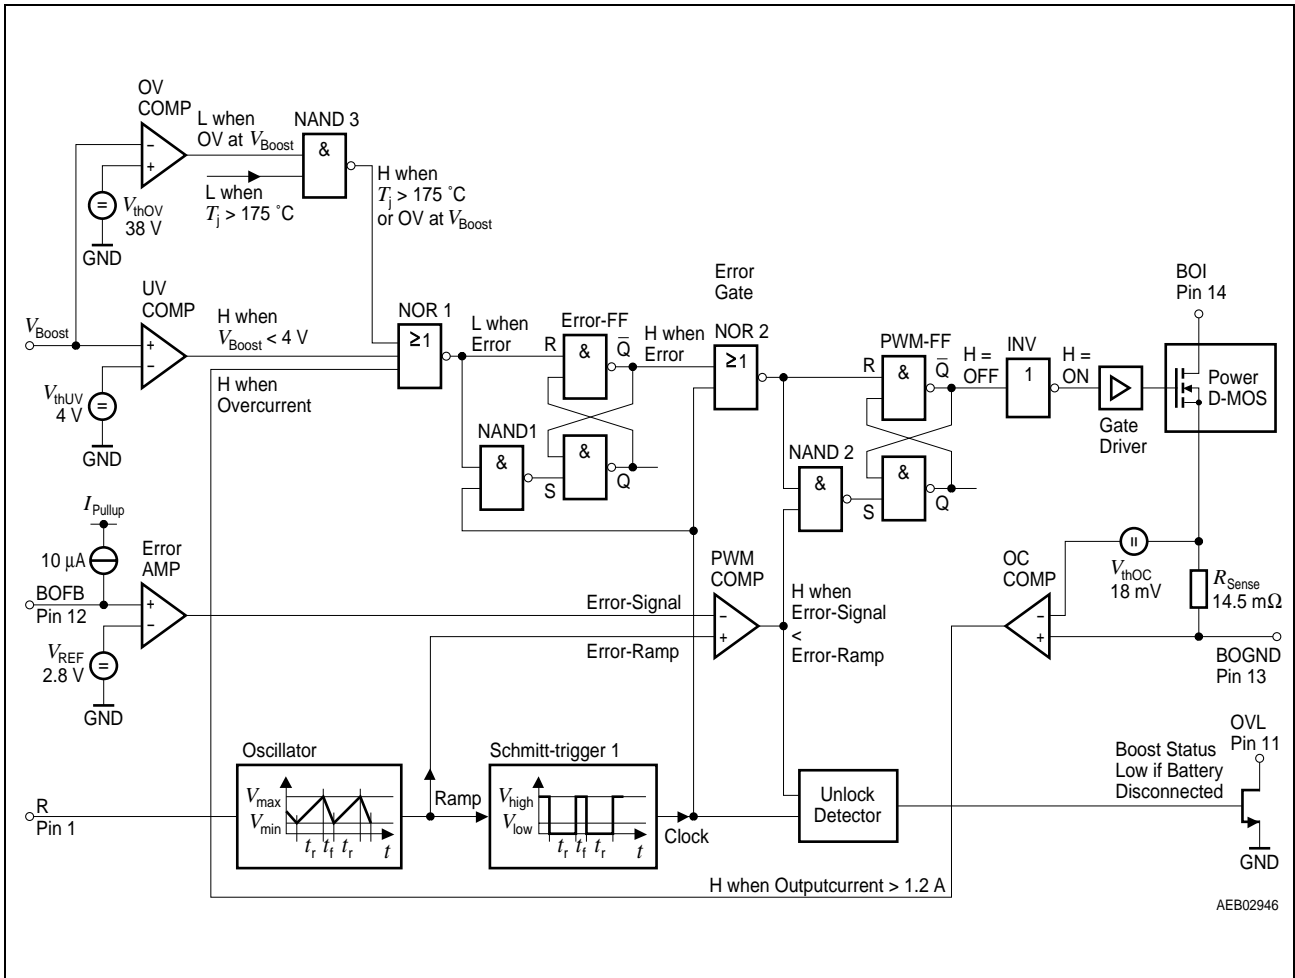 OV
COMP
L when
OV at VBoost
NAND 3
&
−
+
L when
Tj > 175 ˚C
H when
Tj > 175 ˚C
or OV at VBoost
=
VthOV
38 V
GND
UV
COMP
H when
VBoost < 4 V
VBoost
+
−
=
VthUV
4 V
GND
H when
Overcurrent
NOR 1
≥1
L when
Error
Error-FF
R
&
Q̄
H when
Error
NAND1
&
S
&
Q
Error
Gate
NOR 2
≥1
PWM-FF
R
&
Q̄
H =
OFF
INV
1
H =
ON
Gate
Driver
BOI
Pin 14
Power
D-MOS
NAND 2
&
S
&
Q
IPullup
10 µA
Error
AMP
BOFB
Pin 12
+
−
VREF
2.8 V
=
GND
Error-Signal
Error-Ramp
PWM
COMP
−
+
H when
Error-Signal
<
Error-Ramp
OC
COMP
−
+
=
VthOC
18 mV
RSense
14.5 mΩ
BOGND
Pin 13
Oscillator
Vmax
Vmin
tr tf tr t
R
Pin 1
Ramp
Schmitt-trigger 1
Vhigh
Vlow
tr tf tr t
Clock
Unlock
Detector
Boost Status
Low if Battery
Disconnected
OVL
Pin 11
GND
H when Outputcurrent > 1.2 A
AEB02946